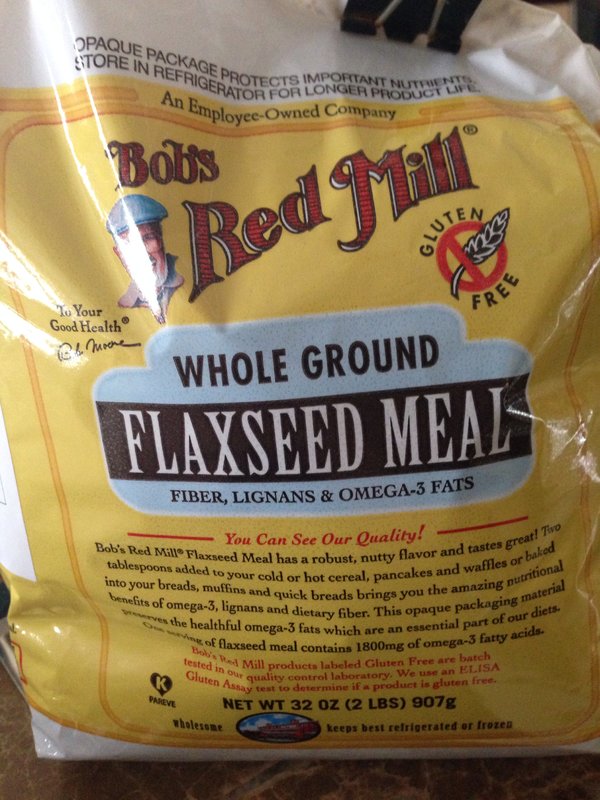 OPAQUE PACKAGE PROTECTS IMPORTANT NUTRIENTS.
STORE IN REFRIGERATOR FOR LONGER PRODUCT LIFE.
An Employee-Owned Company
Bob's
Red Mill®
GLUTEN
FREE
To Your
Good Health®
Bob Moore
WHOLE GROUND
FLAXSEED MEAL
FIBER, LIGNANS & OMEGA-3 FATS
You Can See Our Quality!
Bob's Red Mill® Flaxseed Meal has a robust, nutty flavor and tastes great! Two
tablespoons added to your cold or hot cereal, pancakes and waffles or baked
into your breads, muffins and quick breads brings you the amazing nutritional
benefits of omega-3, lignans and dietary fiber. This opaque packaging material
preserves the healthful omega-3 fats which are an essential part of our diets.
One serving of flaxseed meal contains 1800mg of omega-3 fatty acids.
Bob's Red Mill products labeled Gluten Free are batch
tested in our quality control laboratory. We use an ELISA
Gluten Assay test to determine if a product is gluten free.
K
PAREVE
NET WT 32 OZ (2 LBS) 907g
Wholesome
keeps best refrigerated or frozen